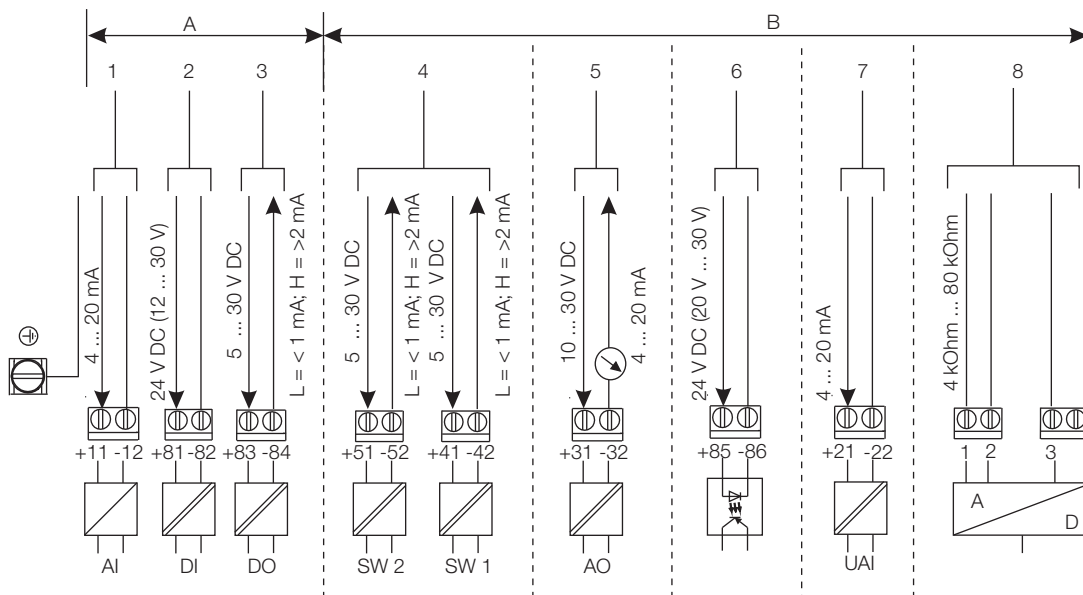 A B
1 2 3 4 5 6 7 8
4 ... 20 mA
24 V DC (12 ... 30 V)
5 ... 30 V DC
L = < 1 mA; H = >2 mA
5 ... 30 V DC
L = < 1 mA; H = >2 mA
5 ... 30 V DC
L = < 1 mA; H = >2 mA
10 ... 30 V DC
4 ... 20 mA
24 V DC (20 V ... 30 V)
4 ... 20 mA
4 kOhm ... 80 kOhm
+11 -12 +81 -82 +83 -84 +51 -52 +41 -42 +31 -32 +85 -86 +21 -22 1 2 3
A
D
AI DI DO SW 2 SW 1 AO UAI